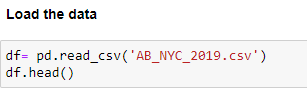 Load the data
df= pd.read_csv('AB_NYC_2019.csv')
df.head()